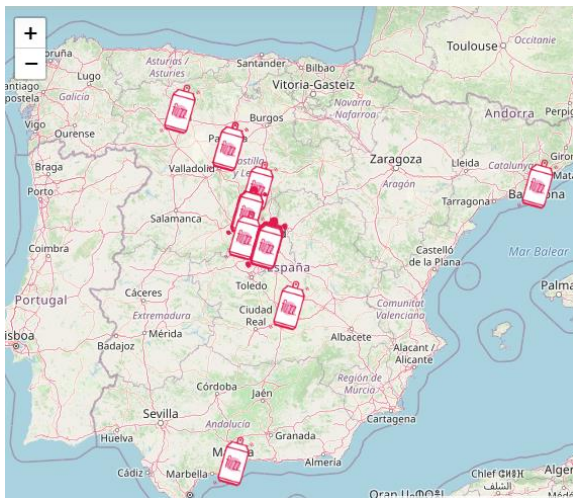 +
−
Toulouse
Occitanie
Asturias /
Asturies
Santander
Bilbao
Lugo
Vitoria-Gasteiz
Galicia
Navarra
Nafarroa
Andorra
Vigo
Ourense
Burgos
Braga
Valladolid
Zaragoza
Lleida
Catalunya
Porto
Aragón
Tarragona
Salamanca
Coimbra
Castelló
de la Plana
Mar Balear
España
Toledo
Portugal
Cáceres
Extremadura
Ciudad
Real
Comunitat
Valenciana
Mérida
Albacete
Badajoz
Alacant /
Alicante
Córdoba
Jaén
Región de
Murcia
Sevilla
Andalucía
Cartagena
Huelva
Granada
Cádiz
Marbella
Almería
Chlef
الشلف